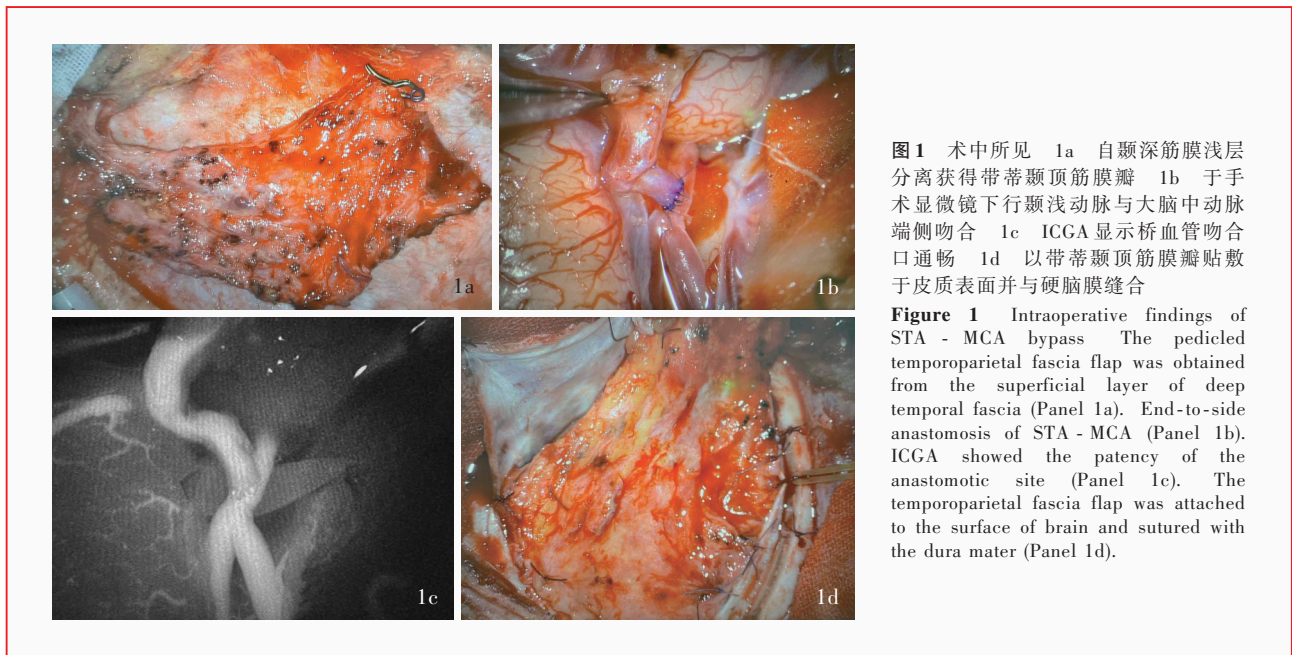 1a
1b
1c
1d
图1 术中所见 1a 自颞深筋膜浅层
分离获得带蒂颞顶筋膜瓣 1b 于手
术显微镜下行颞浅动脉与大脑中动脉
端侧吻合 1c ICGA 显示桥血管吻合
口通畅 1d 以带蒂颞顶筋膜瓣贴敷
于皮质表面并与硬脑膜缝合
Figure 1 Intraoperative findings of
STA - MCA bypass The pedicled
temporoparietal fascia flap was obtained
from the superficial layer of deep
temporal fascia (Panel 1a). End-to-side
anastomosis of STA - MCA (Panel 1b).
ICGA showed the patency of the
anastomotic site (Panel 1c). The
temporoparietal fascia flap was attached
to the surface of brain and sutured with
the dura mater (Panel 1d).